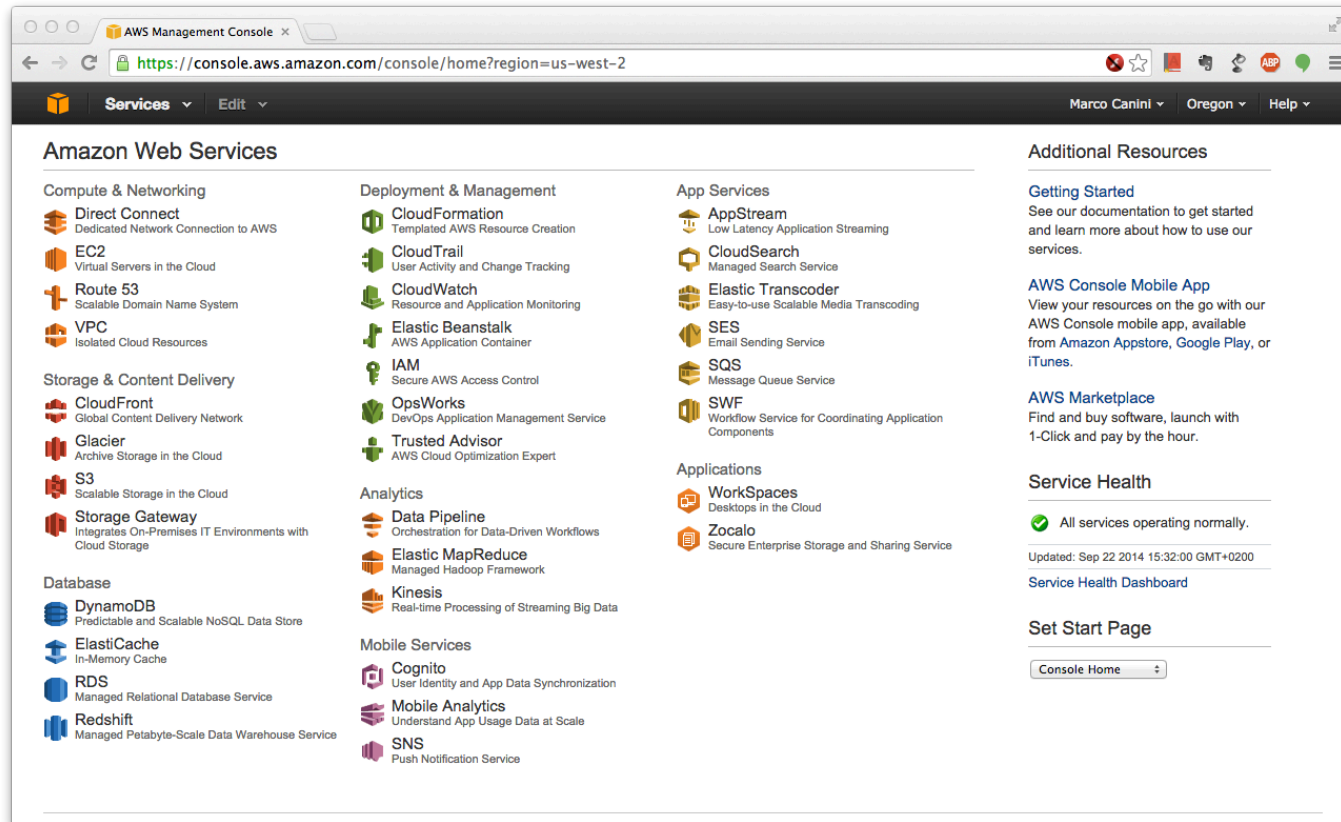 AWS Management Console
https://console.aws.amazon.com/console/home?region=us-west-2
ABP
Services Edit
Marco Canini Oregon Help
Amazon Web Services
Compute & Networking
Direct Connect
Dedicated Network Connection to AWS
EC2
Virtual Servers in the Cloud
Route 53
Scalable Domain Name System
VPC
Isolated Cloud Resources
Storage & Content Delivery
CloudFront
Global Content Delivery Network
Glacier
Archive Storage in the Cloud
S3
Scalable Storage in the Cloud
Storage Gateway
Integrates On-Premises IT Environments with
Cloud Storage
Database
DynamoDB
Predictable and Scalable NoSQL Data Store
ElastiCache
In-Memory Cache
RDS
Managed Relational Database Service
Redshift
Managed Petabyte-Scale Data Warehouse Service
Deployment & Management
CloudFormation
Templated AWS Resource Creation
CloudTrail
User Activity and Change Tracking
CloudWatch
Resource and Application Monitoring
Elastic Beanstalk
AWS Application Container
IAM
Secure AWS Access Control
OpsWorks
DevOps Application Management Service
Trusted Advisor
AWS Cloud Optimization Expert
Analytics
Data Pipeline
Orchestration for Data-Driven Workflows
Elastic MapReduce
Managed Hadoop Framework
Kinesis
Real-time Processing of Streaming Big Data
Mobile Services
Cognito
User Identity and App Data Synchronization
Mobile Analytics
Understand App Usage Data at Scale
SNS
Push Notification Service
App Services
AppStream
Low Latency Application Streaming
CloudSearch
Managed Search Service
Elastic Transcoder
Easy-to-use Scalable Media Transcoding
SES
Email Sending Service
SQS
Message Queue Service
SWF
Workflow Service for Coordinating Application
Components
Applications
WorkSpaces
Desktops in the Cloud
Zocalo
Secure Enterprise Storage and Sharing Service
Additional Resources
Getting Started
See our documentation to get started
and learn more about how to use our
services.
AWS Console Mobile App
View your resources on the go with our
AWS Console mobile app, available
from Amazon Appstore, Google Play, or
iTunes.
AWS Marketplace
Find and buy software, launch with
1-Click and pay by the hour.
Service Health
All services operating normally.
Updated: Sep 22 2014 15:32:00 GMT+0200
Service Health Dashboard
Set Start Page
Console Home